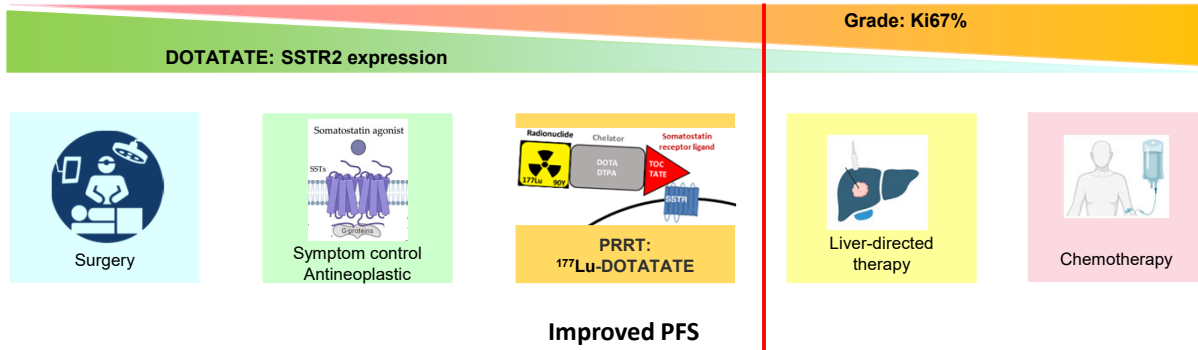 Grade: Ki67%
DOTATATE: SSTR2 expression
Surgery
Somatostatin agonist
SSTs
G-proteins
Symptom control
Antineoplastic
Radionuclide
Chelator
Somatostatin
receptor ligand
177Lu
90Y
DOTA
DTPA
TOC
TATE
SSTR
PRRT:
¹⁷⁷Lu-DOTATATE
Liver-directed
therapy
Chemotherapy
Improved PFS